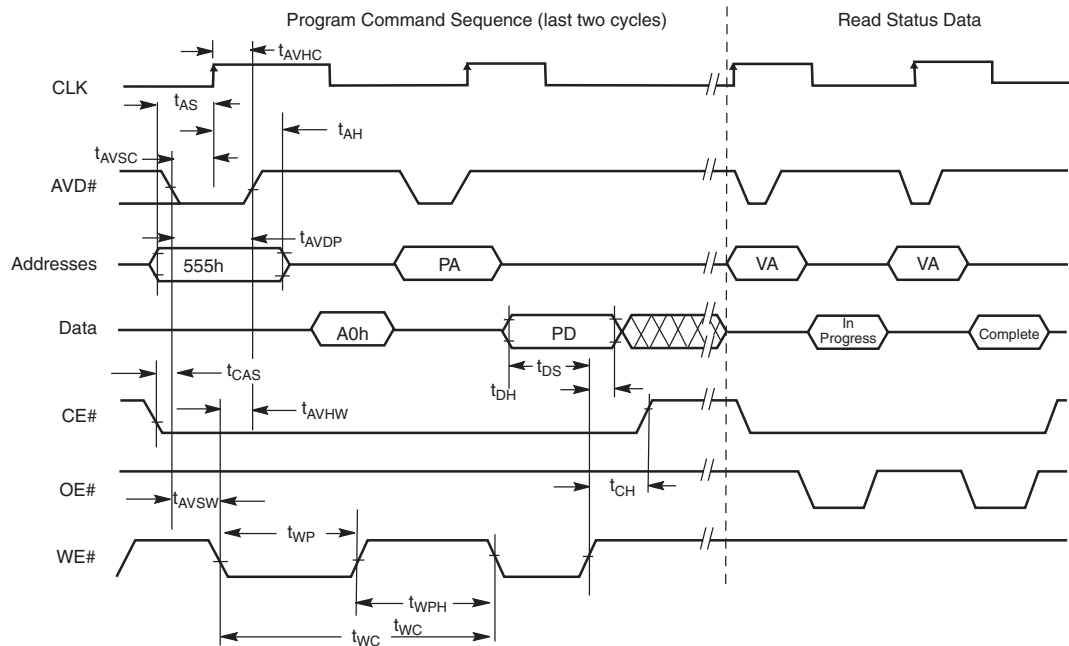 Program Command Sequence (last two cycles) Read Status Data
tAVHC
CLK
tAS
tAH
tAVSC
AVD#
tAVDP
Addresses 555h PA VA VA
Data A0h PD In Progress Complete
tDS
tCAS
tDH
CE# tAVHW
OE#
tCH
tAVSW
tWP
WE#
tWPH
tWC
tWC